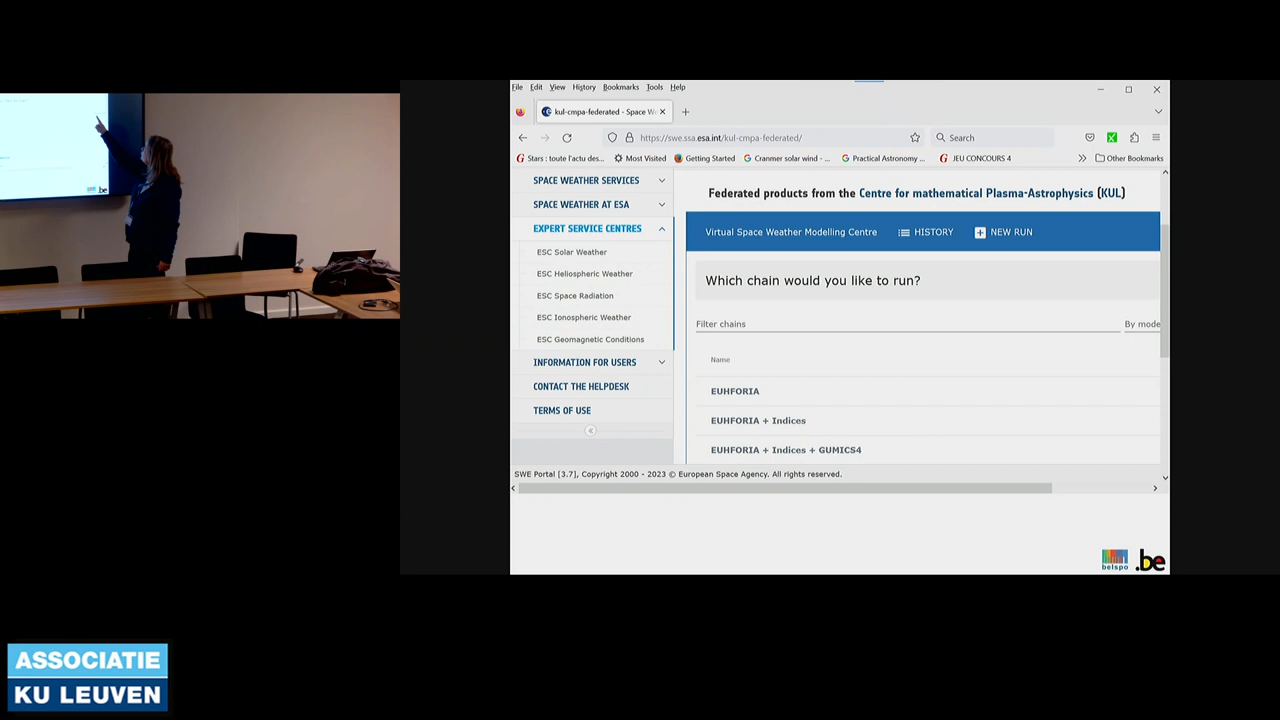 File Edit View History Bookmarks Tools Help
kul-cmpa-federated - Space We
https://swe.ssa.esa.int/kul-cmpa-federated/
Search
Stars : toute l'actu des... Most Visited Getting Started Cranmer solar wind - ... Practical Astronomy ... JEU CONCOURS 4 Other Bookmarks
SPACE WEATHER SERVICES
SPACE WEATHER AT ESA
EXPERT SERVICE CENTRES
ESC Solar Weather
ESC Heliospheric Weather
ESC Space Radiation
ESC Ionospheric Weather
ESC Geomagnetic Conditions
INFORMATION FOR USERS
CONTACT THE HELPDESK
TERMS OF USE
Federated products from the Centre for mathematical Plasma-Astrophysics (KUL)
Virtual Space Weather Modelling Centre HISTORY NEW RUN
Which chain would you like to run?
Filter chains By mode
Name
EUHFORIA
EUHFORIA + Indices
EUHFORIA + Indices + GUMICS4
SWE Portal [3.7], Copyright 2000 - 2023 © European Space Agency. All rights reserved.
belspo .be
ASSOCIATIE
KU LEUVEN